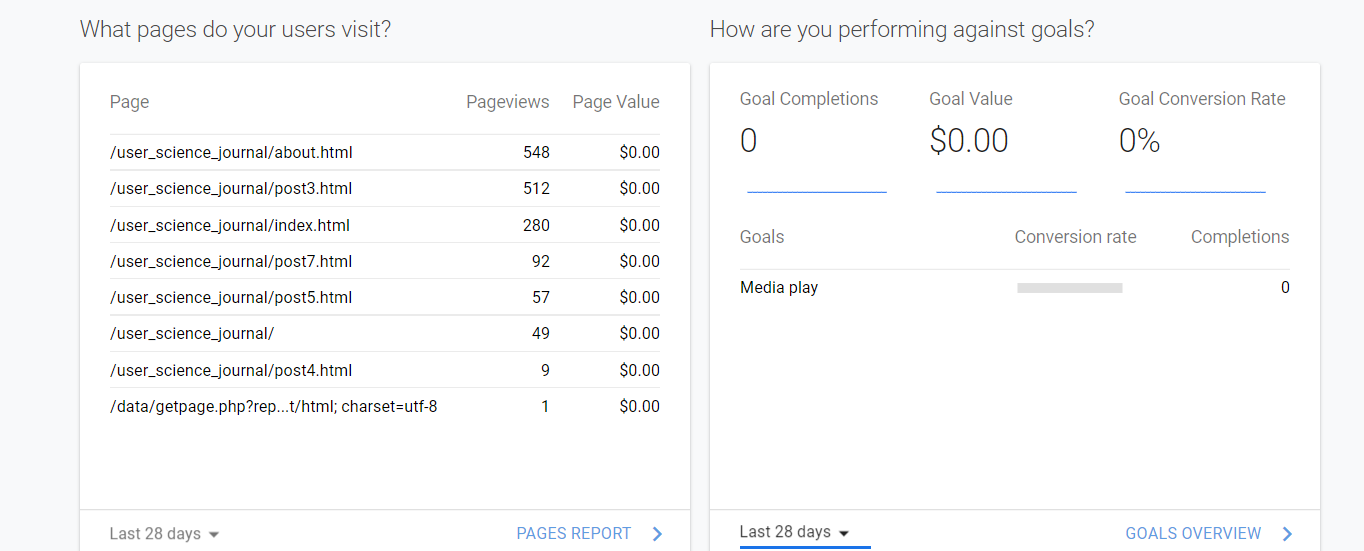 What pages do your users visit?
Page Pageviews Page Value
/user_science_journal/about.html 548 $0.00
/user_science_journal/post3.html 512 $0.00
/user_science_journal/index.html 280 $0.00
/user_science_journal/post7.html 92 $0.00
/user_science_journal/post5.html 57 $0.00
/user_science_journal/ 49 $0.00
/user_science_journal/post4.html 9 $0.00
/data/getpage.php?rep...t/html; charset=utf-8 1 $0.00
Last 28 days PAGES REPORT
How are you performing against goals?
Goal Completions Goal Value Goal Conversion Rate
0 $0.00 0%
Goals Conversion rate Completions
Media play 0
Last 28 days GOALS OVERVIEW